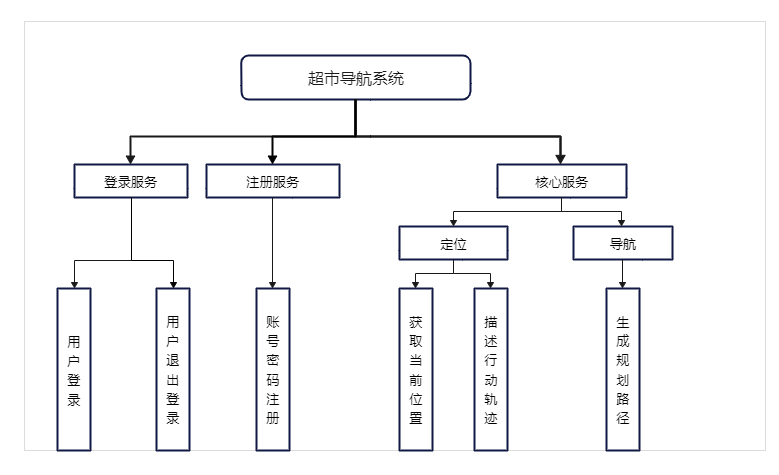 超市导航系统
登录服务
注册服务
核心服务
定位
导航
用户登录
用户退出登录
账号密码注册
获取当前位置
描述行动轨迹
生成规划路径